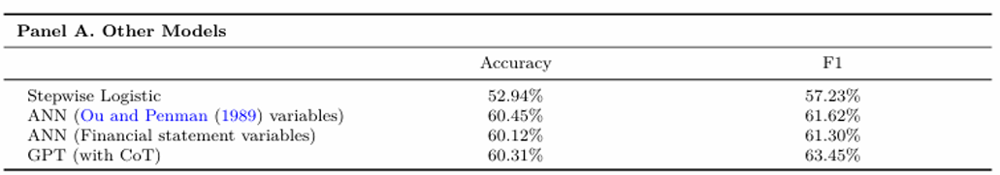 Panel A. Other Models
Accuracy F1
Stepwise Logistic 52.94% 57.23%
ANN (Ou and Penman (1989) variables) 60.45% 61.62%
ANN (Financial statement variables) 60.12% 61.30%
GPT (with CoT) 60.31% 63.45%